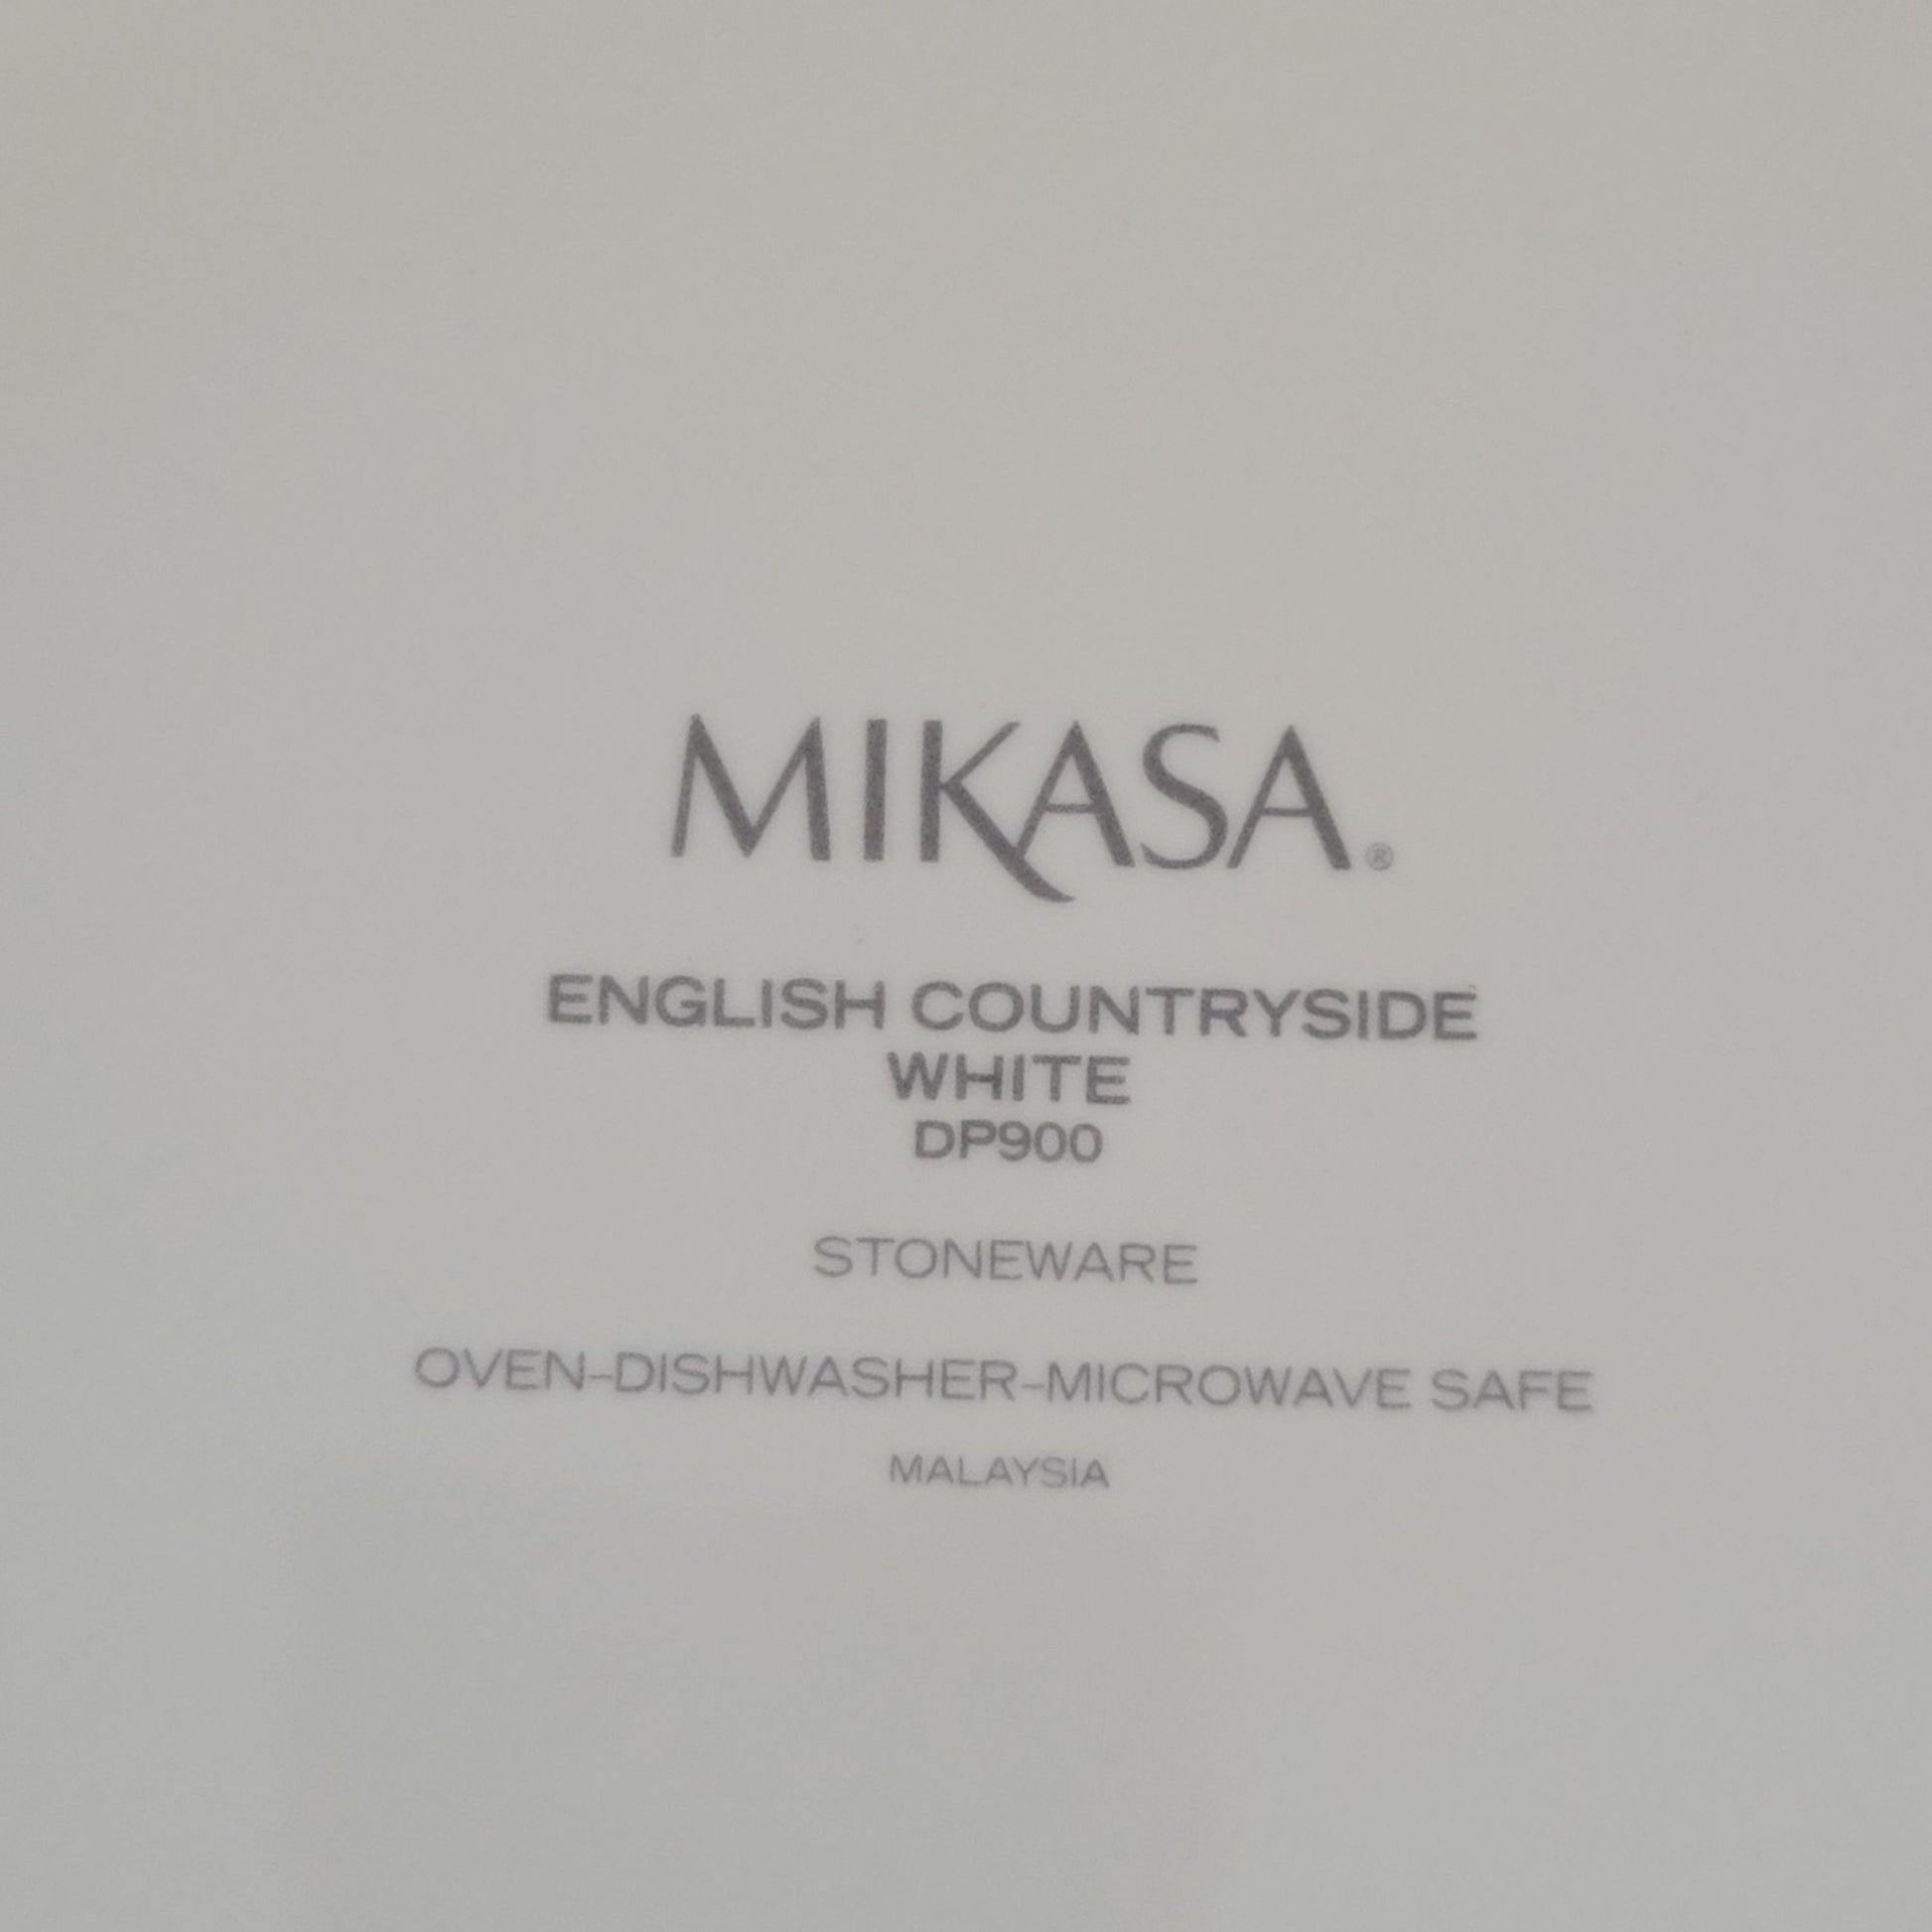 MIKASA®
ENGLISH COUNTRYSIDE
WHITE
DP900
STONEWARE
OVEN-DISHWASHER-MICROWAVE SAFE
MALAYSIA